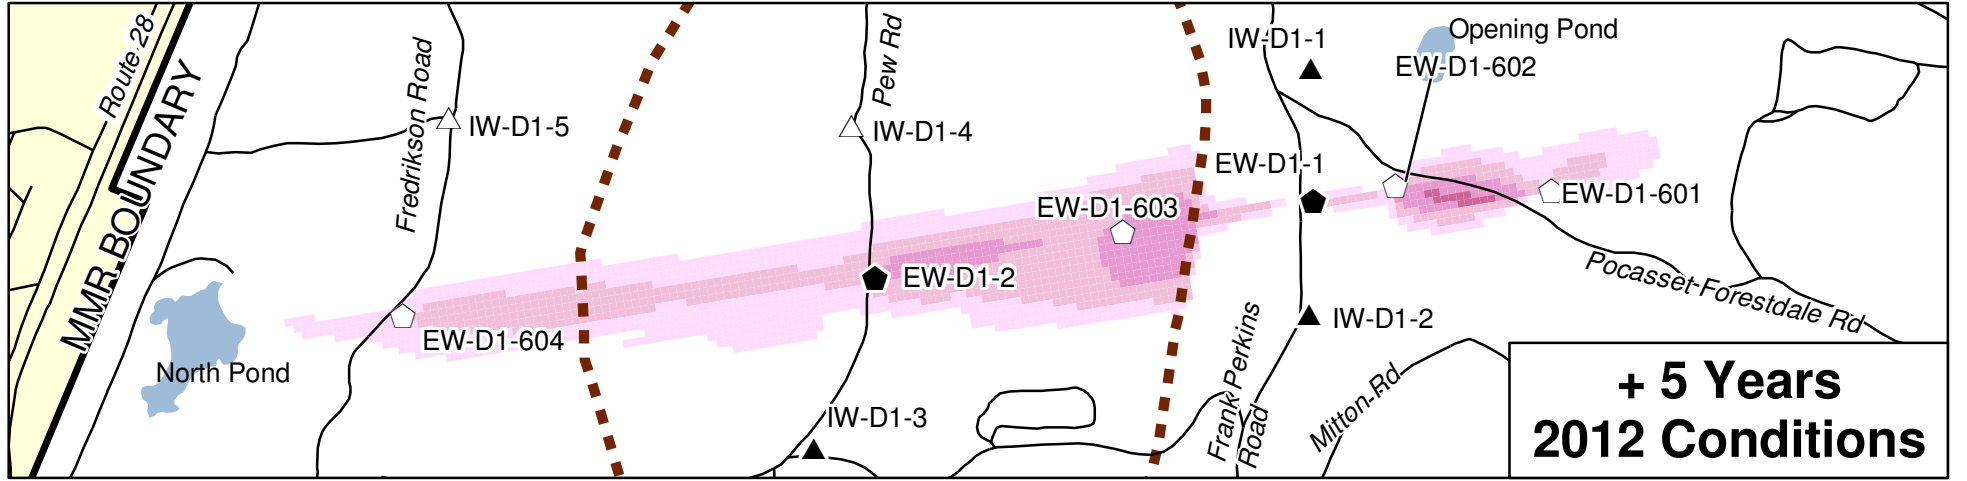 Route 28
MMR BOUNDARY
Fredrikson Road
IW-D1-5
Pew Rd
IW-D1-4
IW-D1-1
Opening Pond
EW-D1-602
EW-D1-1
EW-D1-603
EW-D1-601
EW-D1-2
Pocasset-Forestdale Rd
EW-D1-604
IW-D1-2
North Pond
IW-D1-3
Frank Perkins
Road
Mitton Rd
+ 5 Years
2012 Conditions